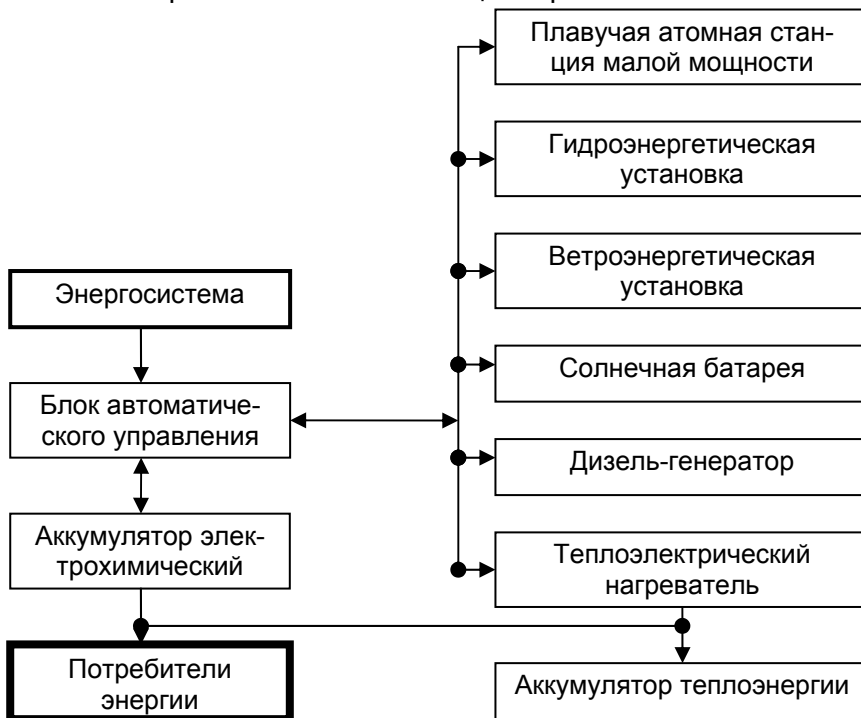 Плавучая атомная стан-
ция малой мощности
Гидроэнергетическая
установка
Ветроэнергетическая
установка
Энергосистема
Солнечная батарея
Блок автоматиче-
ского управления
Дизель-генератор
Аккумулятор элек-
трохимический
Теплоэлектрический
нагреватель
Потребители
энергии
Аккумулятор теплоэнергии